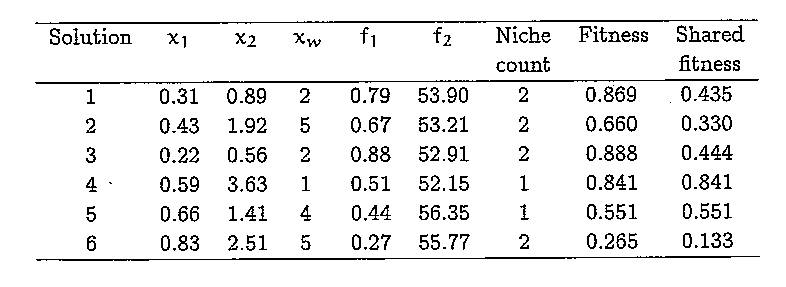 Solution x₁ x₂ x_w f₁ f₂ Niche Fitness Shared
count fitness
1 0.31 0.89 2 0.79 53.90 2 0.869 0.435
2 0.43 1.92 5 0.67 53.21 2 0.660 0.330
3 0.22 0.56 2 0.88 52.91 2 0.888 0.444
4 0.59 3.63 1 0.51 52.15 1 0.841 0.841
5 0.66 1.41 4 0.44 56.35 1 0.551 0.551
6 0.83 2.51 5 0.27 55.77 2 0.265 0.133